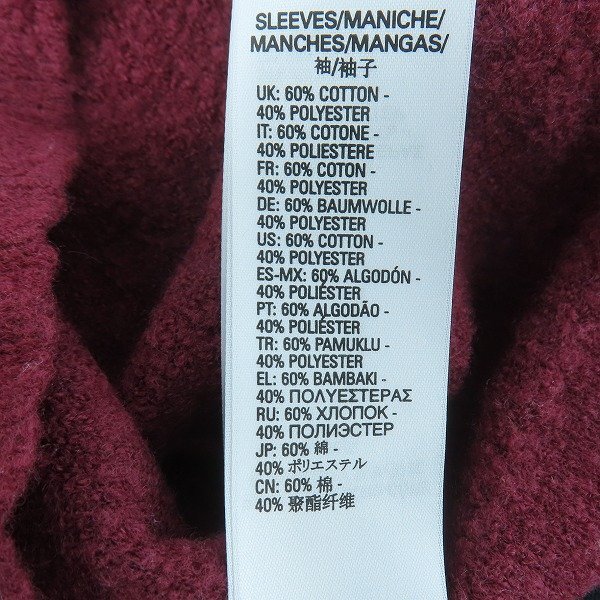 SLEEVES/MANICHE/
MANCHES/MANGAS/
袖/袖子
UK: 60% COTTON -
40% POLYESTER
IT: 60% COTONE -
40% POLIESTERE
FR: 60% COTON -
40% POLYESTER
DE: 60% BAUMWOLLE -
40% POLYESTER
US: 60% COTTON -
40% POLYESTER
ES-MX: 60% ALGODÓN -
40% POLIÉSTER
PT: 60% ALGODÃO -
40% POLIÉSTER
TR: 60% PAMUKLU -
40% POLYESTER
EL: 60% BAMBAKI -
40% ΠΟΛΥΕΣΤΕΡΑΣ
RU: 60% ХЛОПОК -
40% ПОЛИЭСТЕР
JP: 60% 綿 -
40% ポリエステル
CN: 60% 棉 -
40% 聚酯纤维